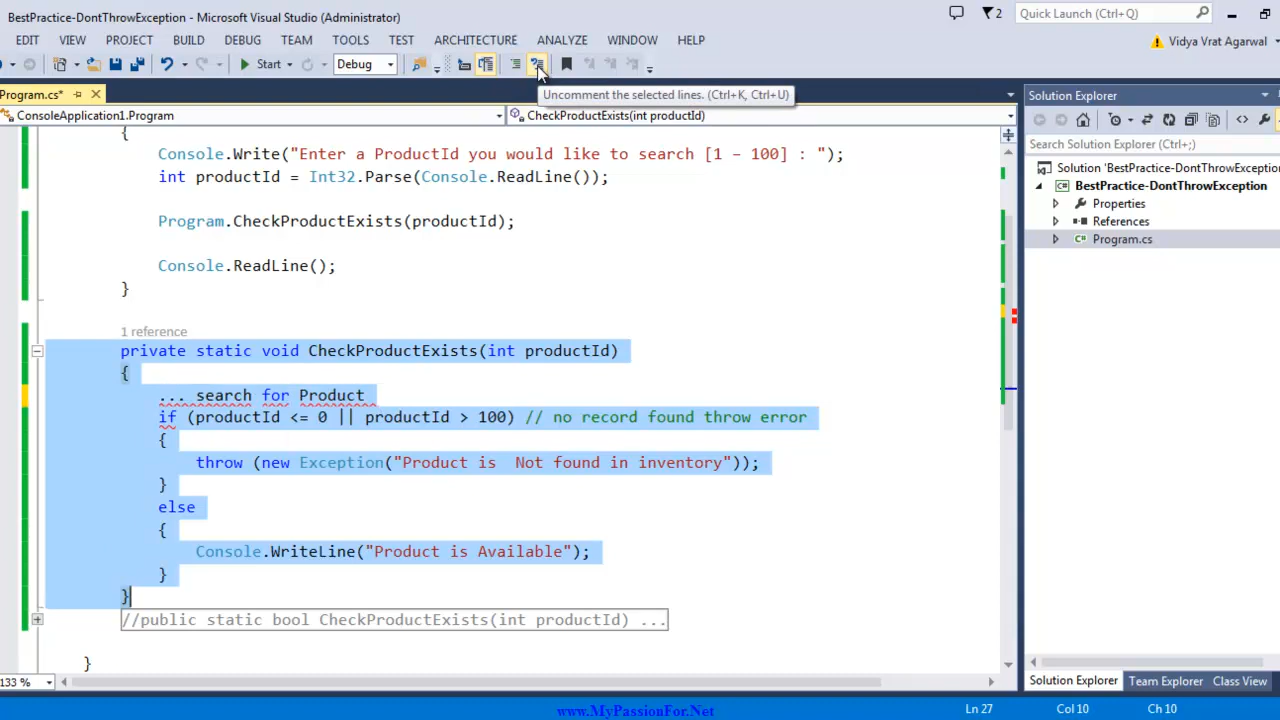 BestPractice-DontThrowException - Microsoft Visual Studio (Administrator)
2
Quick Launch (Ctrl+Q)
EDIT VIEW PROJECT BUILD DEBUG TEAM TOOLS TEST ARCHITECTURE ANALYZE WINDOW HELP
Vidya Vrat Agarwal
Start Debug
Program.cs*
Uncomment the selected lines. (Ctrl+K, Ctrl+U)
Solution Explorer
ConsoleApplication1.Program
CheckProductExists(int productId)
Search Solution Explorer (Ctrl+;)
Solution 'BestPractice-DontThrowException'
BestPractice-DontThrowException
Properties
References
Program.cs
{
Console.Write("Enter a ProductId you would like to search [1 – 100] : ");
int productId = Int32.Parse(Console.ReadLine());
Program.CheckProductExists(productId);
Console.ReadLine();
}
1 reference
private static void CheckProductExists(int productId)
{
... search for Product
if (productId <= 0 || productId > 100) // no record found throw error
{
throw (new Exception("Product is  Not found in inventory"));
}
else
{
Console.WriteLine("Product is Available");
}
}
//public static bool CheckProductExists(int productId) ...
}
133 %
Solution Explorer Team Explorer Class View
www.MyPassionFor.Net
Ln 27 Col 10 Ch 10